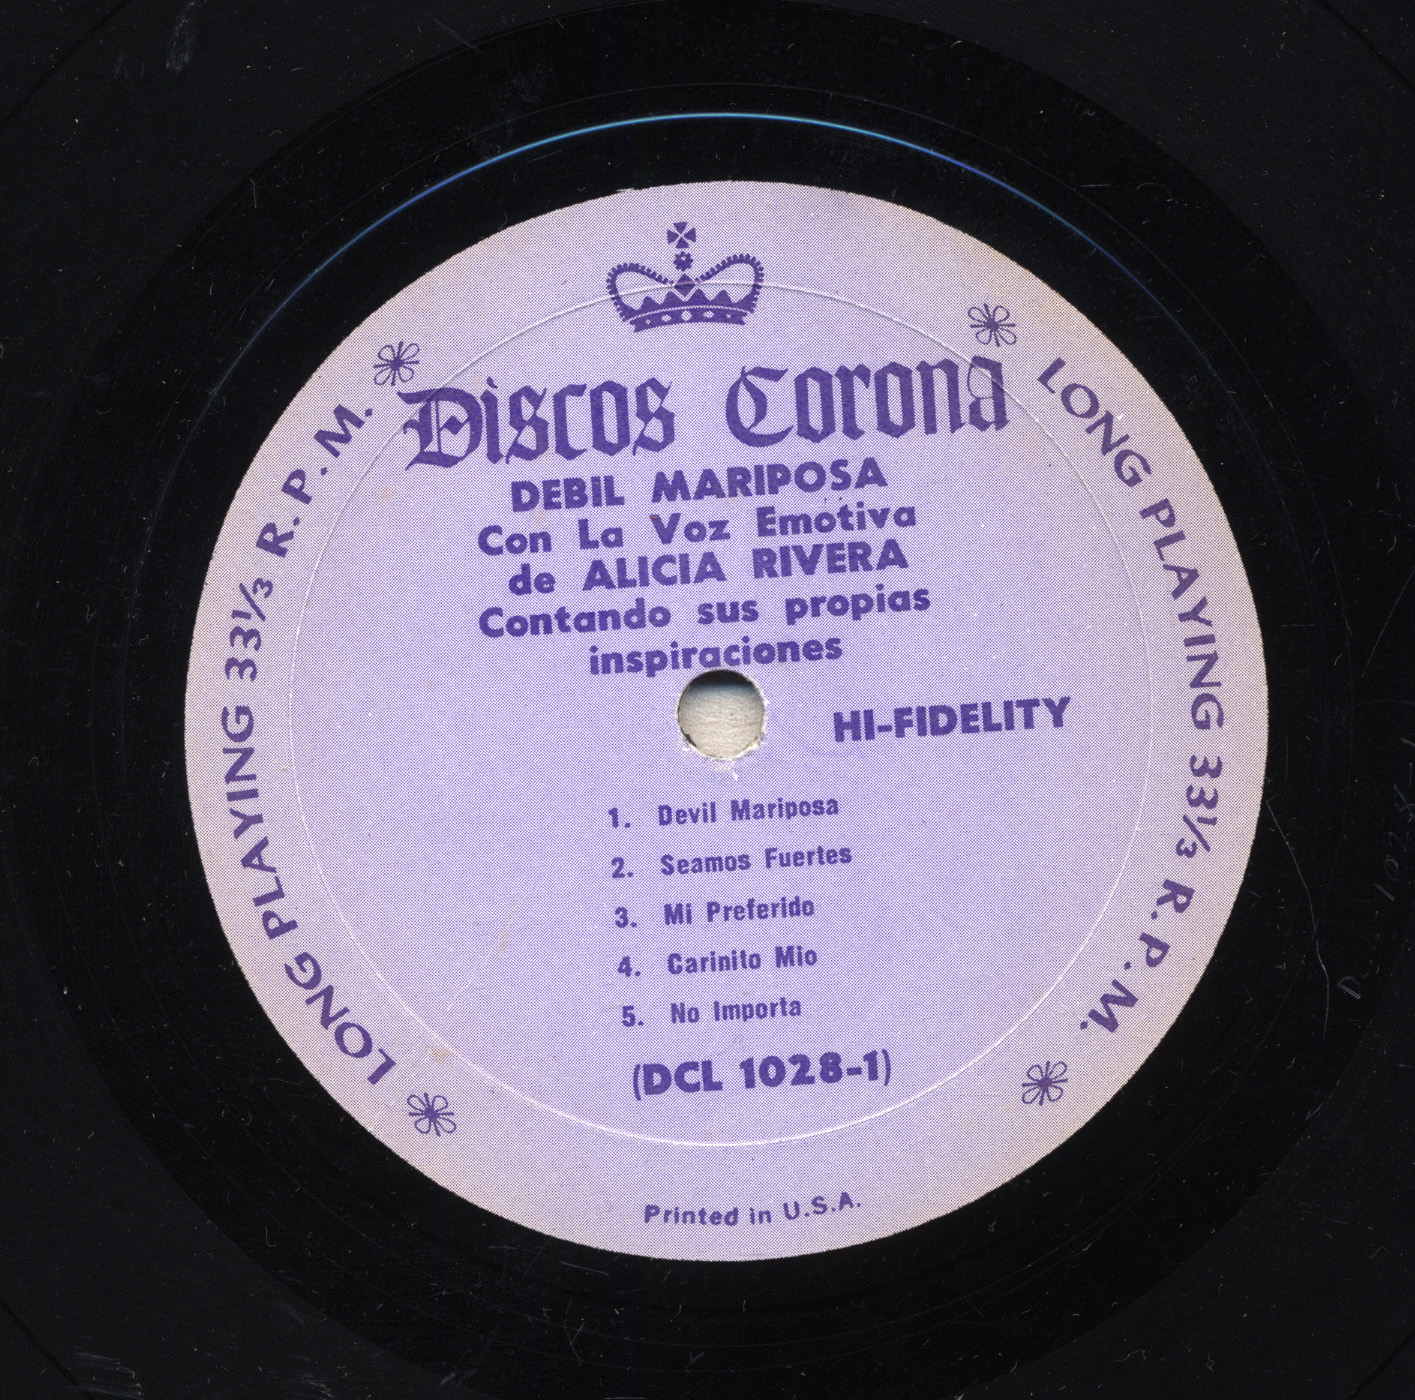 Discos Corona
DEBIL MARIPOSA
Con La Voz Emotiva
de ALICIA RIVERA
Contando sus propias
inspiraciones
HI-FIDELITY
1. Devil Mariposa
2. Seamos Fuertes
3. Mi Preferido
4. Carinito Mio
5. No Importa
(DCL 1028-1)
Printed in U.S.A.
LONG PLAYING 33⅓ R.P.M.
LONG PLAYING 33⅓ R.P.M.